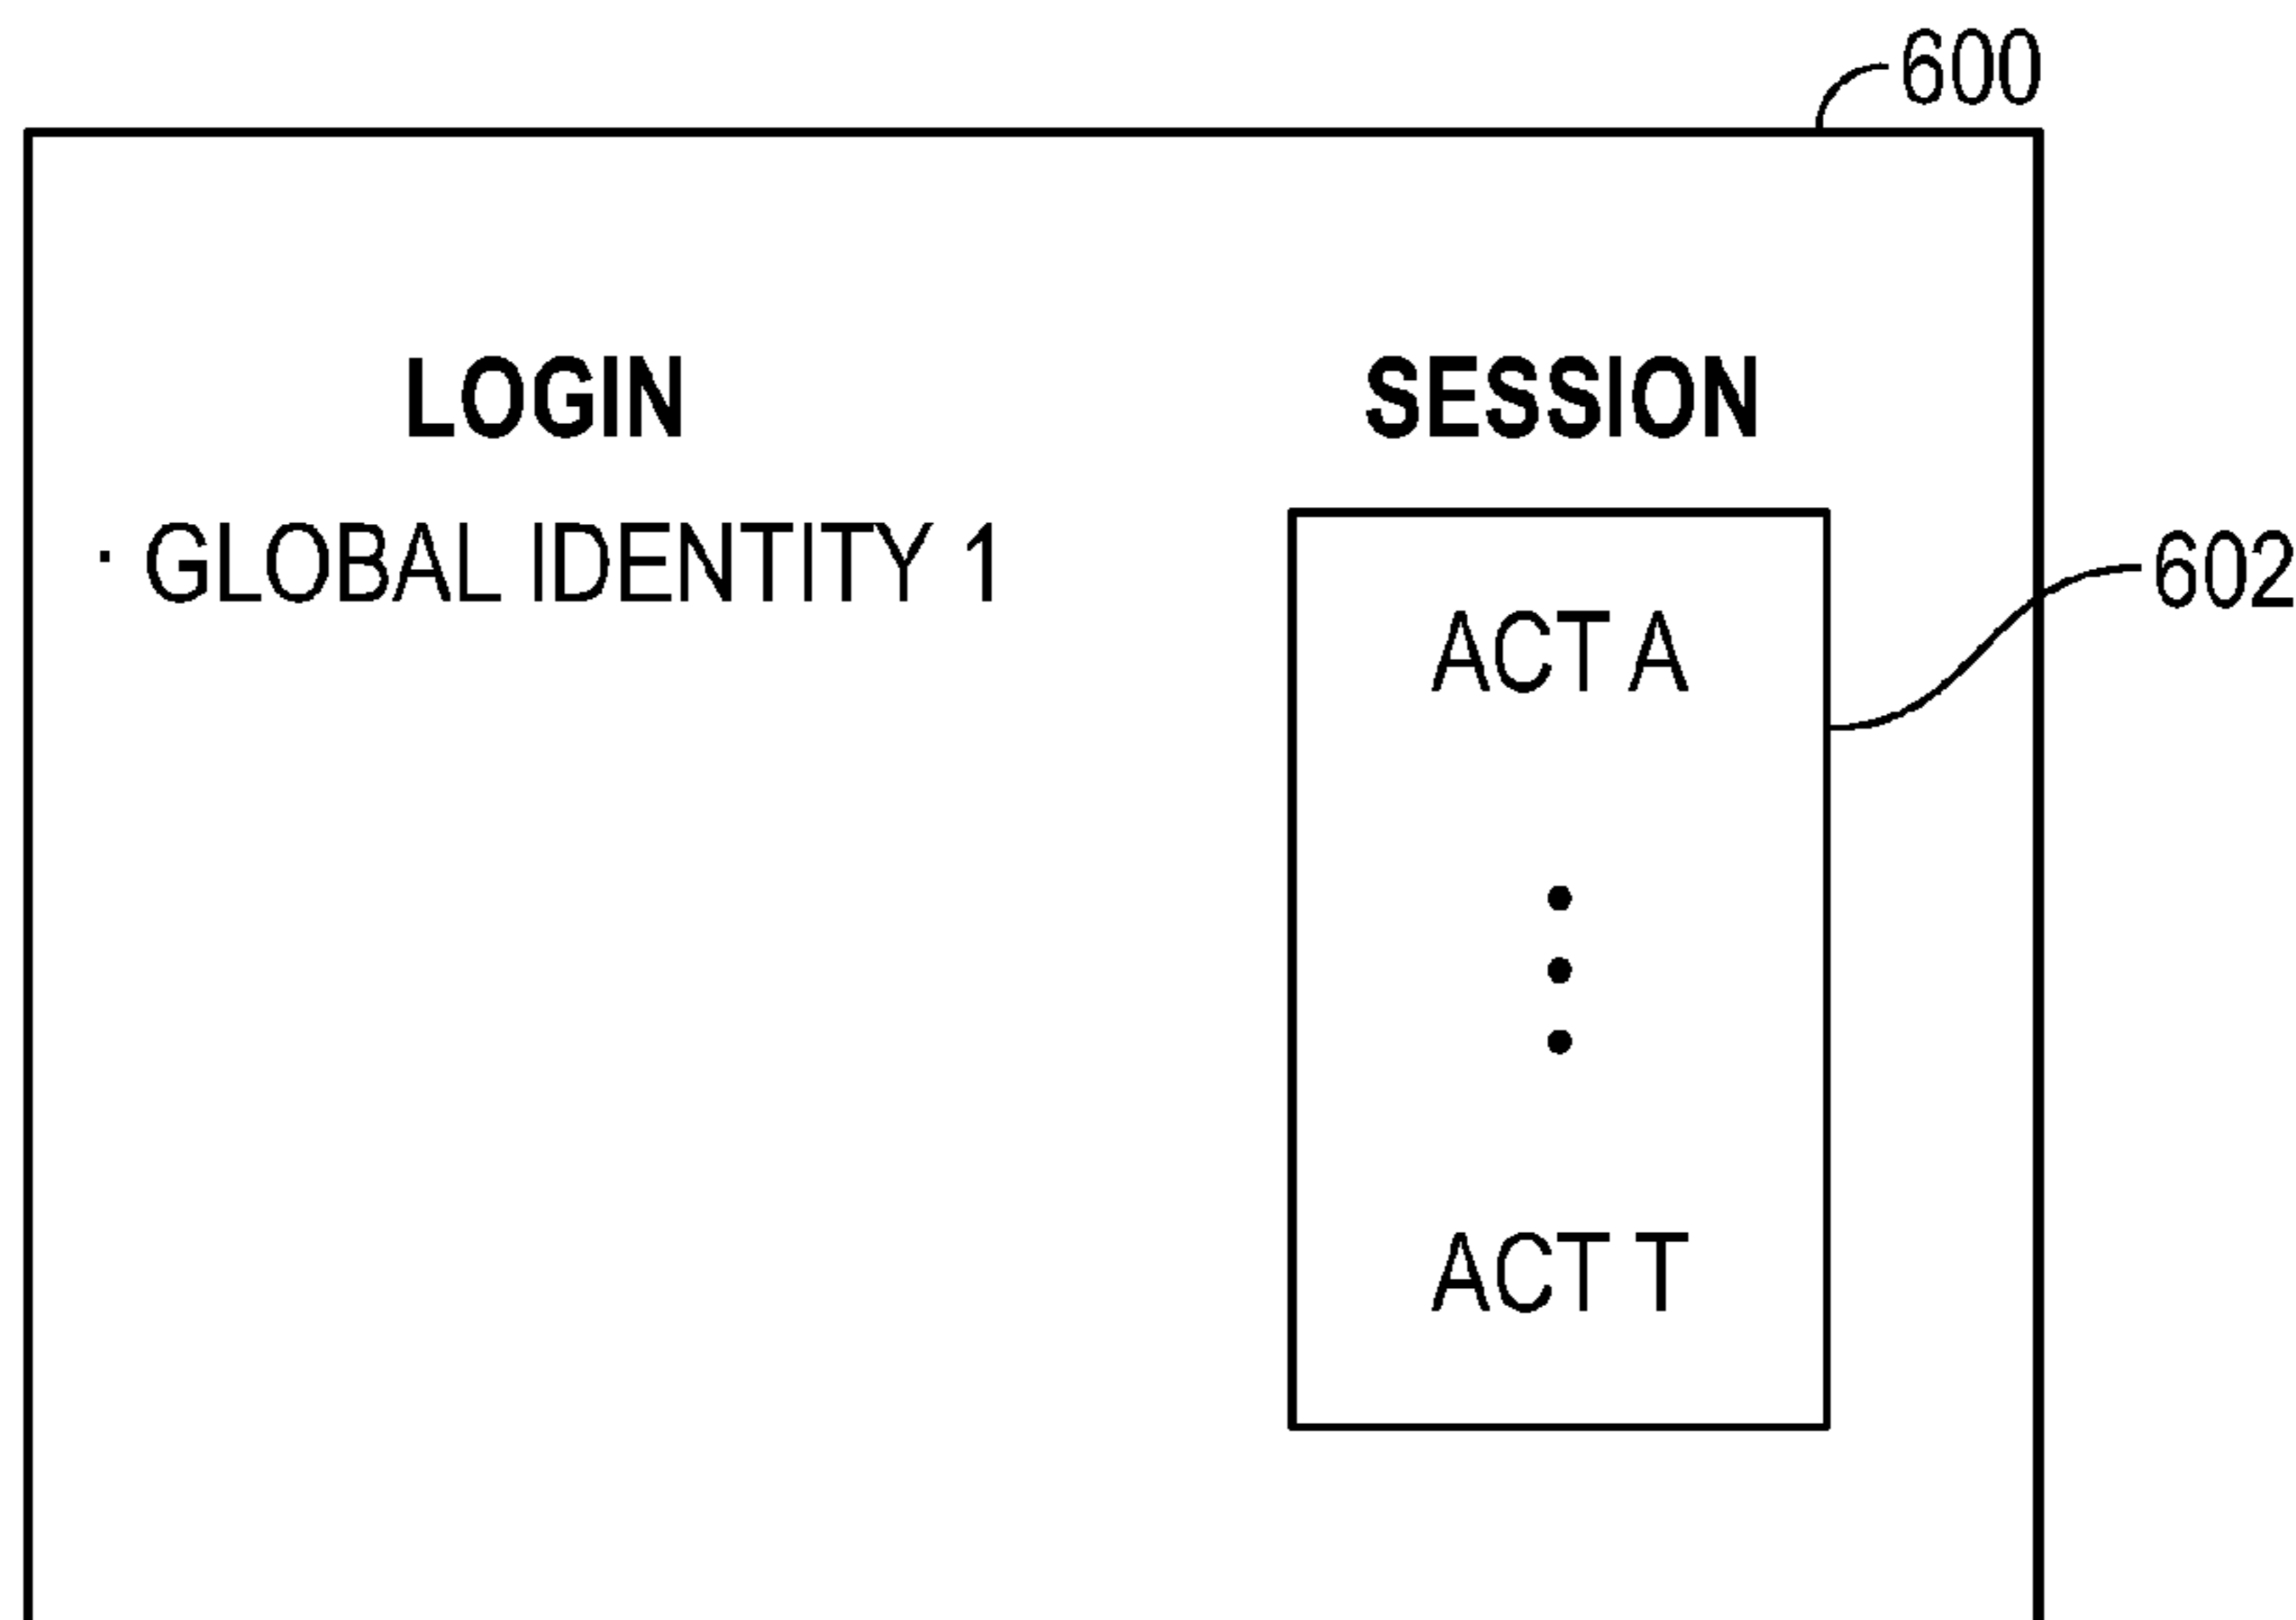 600
LOGIN SESSION
· GLOBAL IDENTITY 1
602
ACT A
ACT T